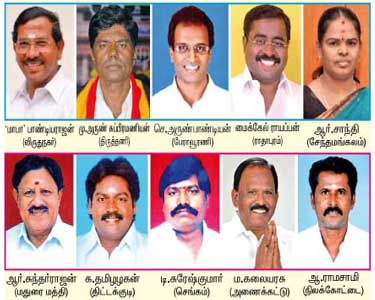 'மாபா' பாண்டியராஜன்
(விருதுநகர்)
மு.அருண் சுப்பிரமணியன்
(திருத்தணி)
செ.அருண்பாண்டியன்
(பேராவூரணி)
மைக்கேல் ராயப்பன்
(ராதாபுரம்)
ஆர்.சாந்தி
(சேந்தமங்கலம்)
ஆர்.சுந்தர்ராஜன்
(மதுரை மத்தி)
க.தமிழழகன்
(திட்டக்குடி)
டி.சுரேஷ்குமார்
(செங்கம்)
ம.கலையரசு
(அணைக்கட்டு)
ஆ.ராமசாமி
(நிலக்கோட்டை)